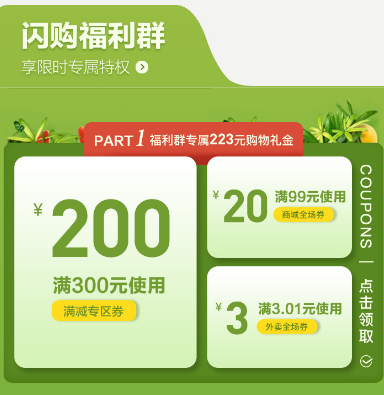 闪购福利群
享限时专属特权
PART 1 福利群专属223元购物礼金
¥200
满300元使用
满减专区券
¥20
满99元使用
商城全场券
¥3
满3.01元使用
外卖全场券
COUPONS | 点击领取